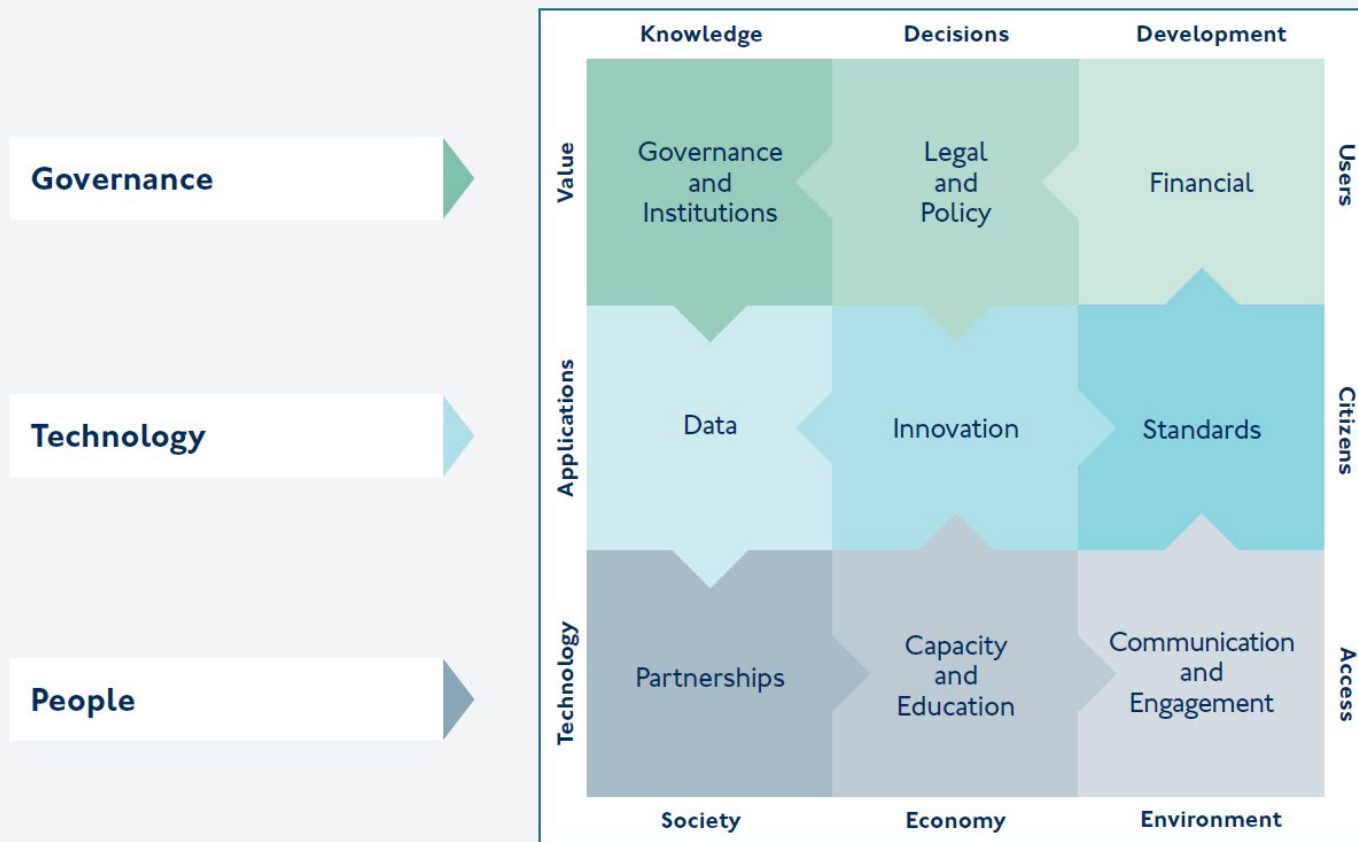 Knowledge
Decisions
Development
Governance
Value
Governance
and
Institutions
Legal
and
Policy
Financial
Users
Technology
Applications
Data
Innovation
Standards
Citizens
People
Technology
Partnerships
Capacity
and
Education
Communication
and
Engagement
Access
Society
Economy
Environment